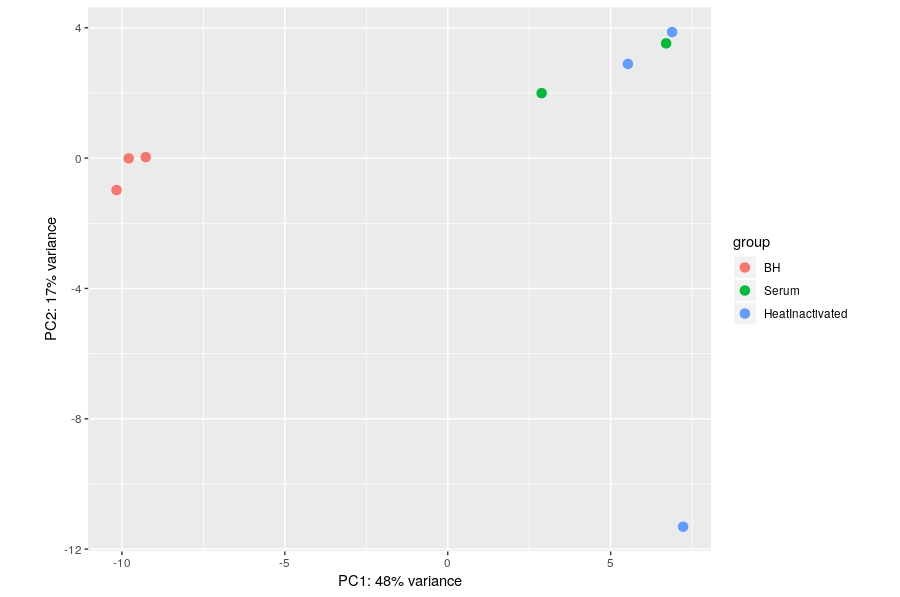 4
0
-4
-8
-12
-10
-5
0
5
PC1: 48% variance
PC2: 17% variance
group
BH
Serum
HeatInactivated